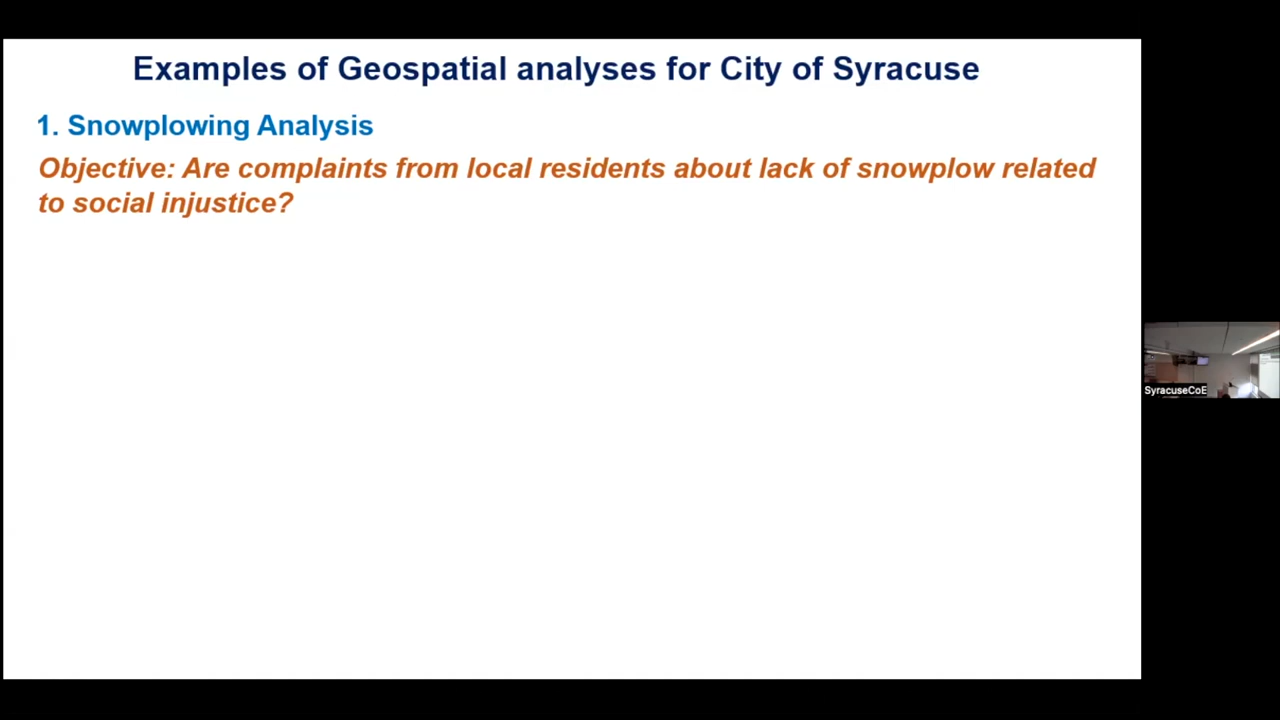 Examples of Geospatial analyses for City of Syracuse
1. Snowplowing Analysis
Objective: Are complaints from local residents about lack of snowplow related
to social injustice?
SyracuseCoE